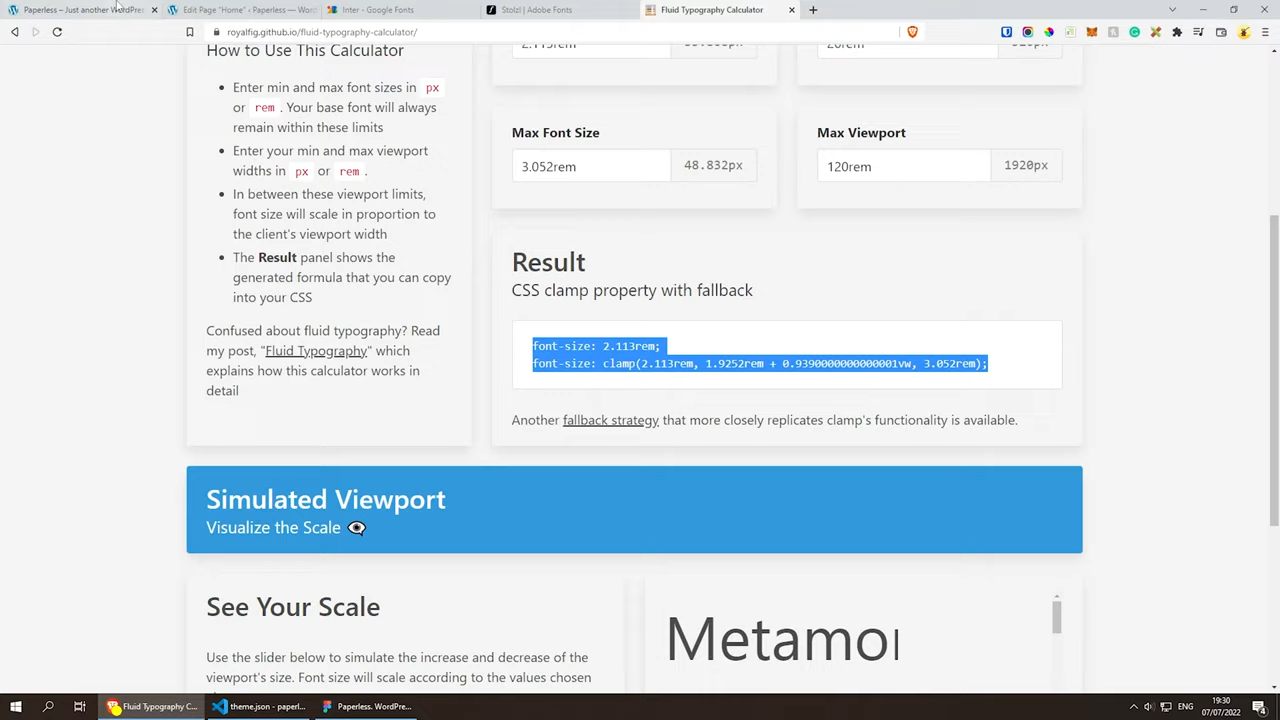 Paperless – Just another WordPres
Edit Page "Home" ‹ Paperless — Word
Inter - Google Fonts
Stolzl | Adobe Fonts
Fluid Typography Calculator
royalfig.github.io/fluid-typography-calculator/
How to Use This Calculator
Enter min and max font sizes in px
or rem . Your base font will always
remain within these limits
Enter your min and max viewport
widths in px or rem .
In between these viewport limits,
font size will scale in proportion to
the client's viewport width
The Result panel shows the
generated formula that you can copy
into your CSS
Confused about fluid typography? Read
my post, "Fluid Typography" which
explains how this calculator works in
detail
2.113rem
33.808px
20rem
320px
Max Font Size
3.052rem
48.832px
Max Viewport
120rem
1920px
Result
CSS clamp property with fallback
font-size: 2.113rem;
font-size: clamp(2.113rem, 1.9252rem + 0.9390000000000001vw, 3.052rem);
Another fallback strategy that more closely replicates clamp's functionality is available.
Simulated Viewport
Visualize the Scale
See Your Scale
Use the slider below to simulate the increase and decrease of the
viewport's size. Font size will scale according to the values chosen
Metamor
Fluid Typography C...
theme.json - paperl...
Paperless. WordPre...
ENG
19:30
07/07/2022